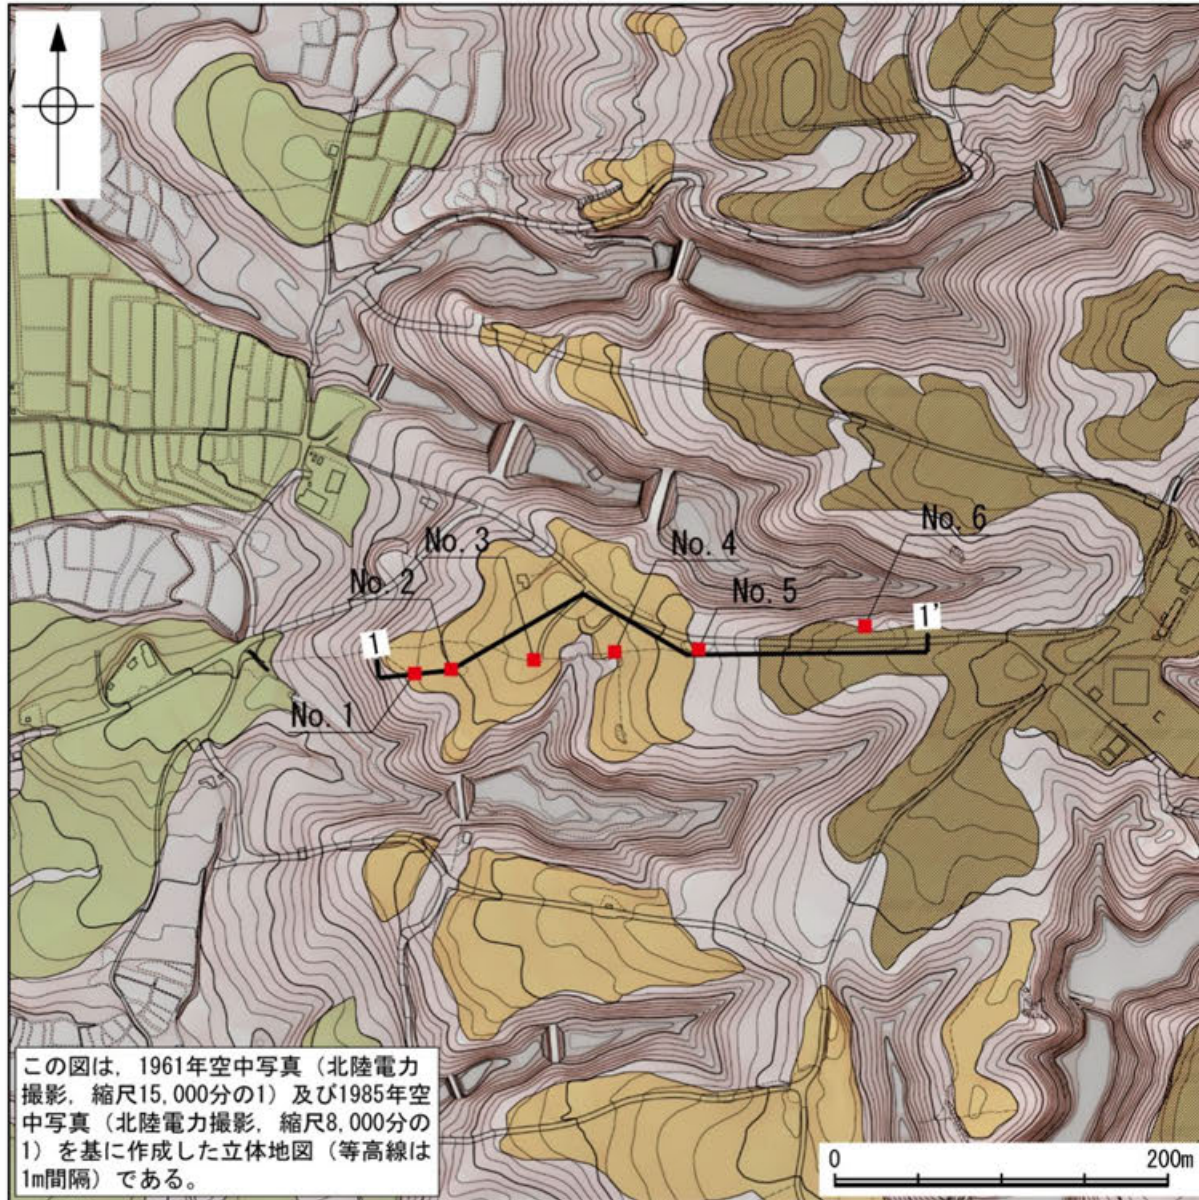 No. 6
No. 3
No. 4
No. 2
No. 5
1
1'
No. 1
この図は，1961年空中写真（北陸電力
撮影，縮尺15,000分の1）及び1985年空
中写真（北陸電力撮影，縮尺8,000分の
1）を基に作成した立体地図（等高線は
1m間隔）である。
0 200m